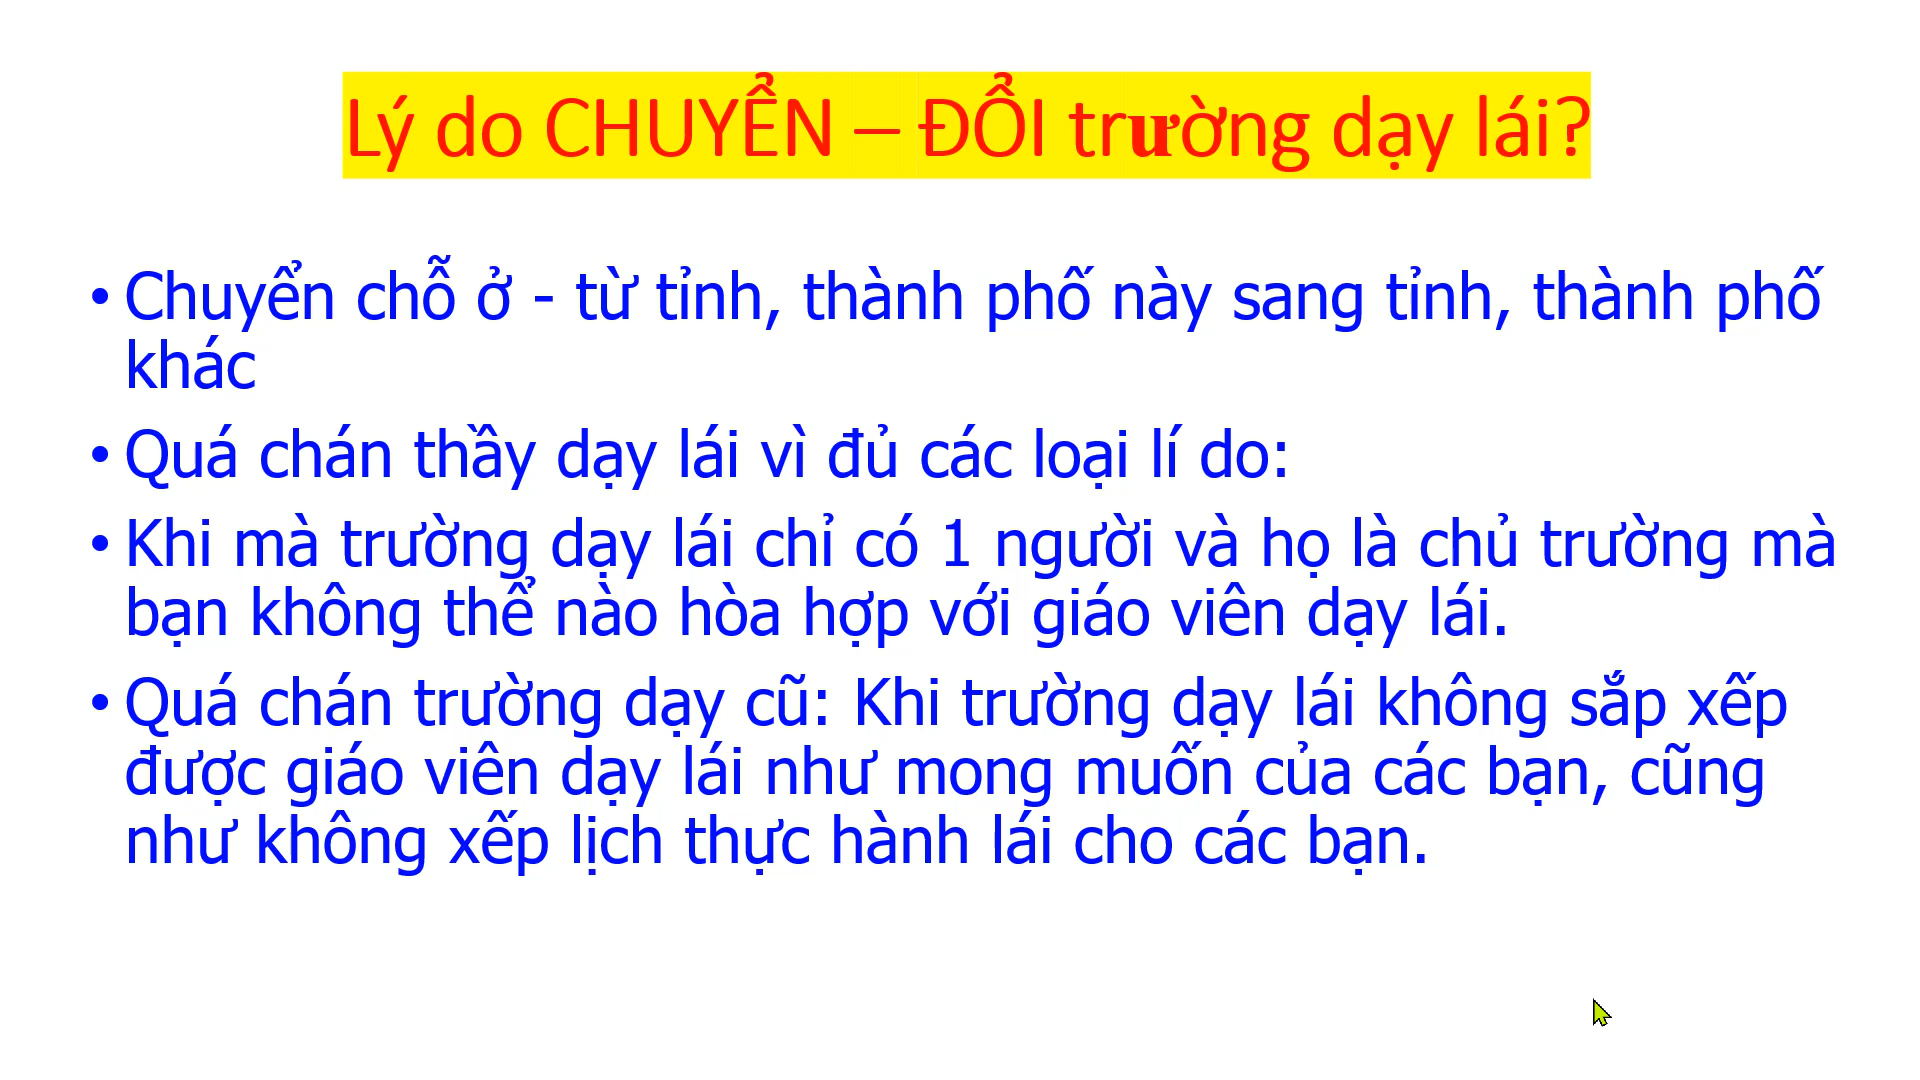 Lý do CHUYỂN – ĐỔI trường dạy lái?
• Chuyển chỗ ở - từ tỉnh, thành phố này sang tỉnh, thành phố
khác
• Quá chán thầy dạy lái vì đủ các loại lí do:
• Khi mà trường dạy lái chỉ có 1 người và họ là chủ trường mà
bạn không thể nào hòa hợp với giáo viên dạy lái.
• Quá chán trường dạy cũ: Khi trường dạy lái không sắp xếp
được giáo viên dạy lái như mong muốn của các bạn, cũng
như không xếp lịch thực hành lái cho các bạn.